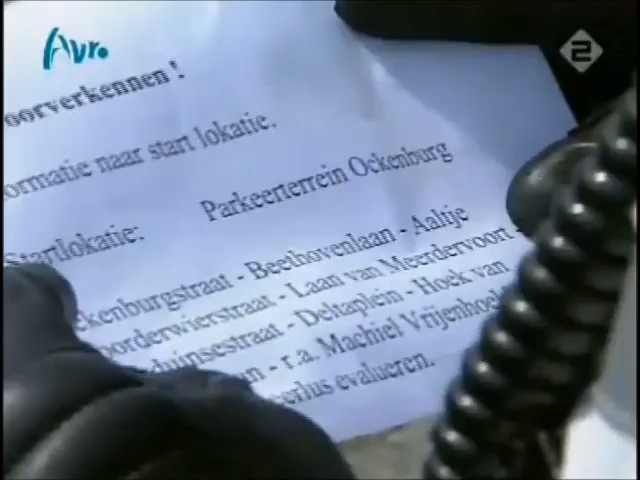 Avro
2
oorverkennen!
ormatie naar start lokatie.
Startlokatie: Parkeerterrein Ockenburg
ckenburgstraat - Beethovenlaan - Aaltje
oorderwierstraat - Laan van Meerdervoort -
duinsestraat - Deltaplein - Hoek van
en - r.a. Machiel Vrijenhoek
eerlus evalueren.